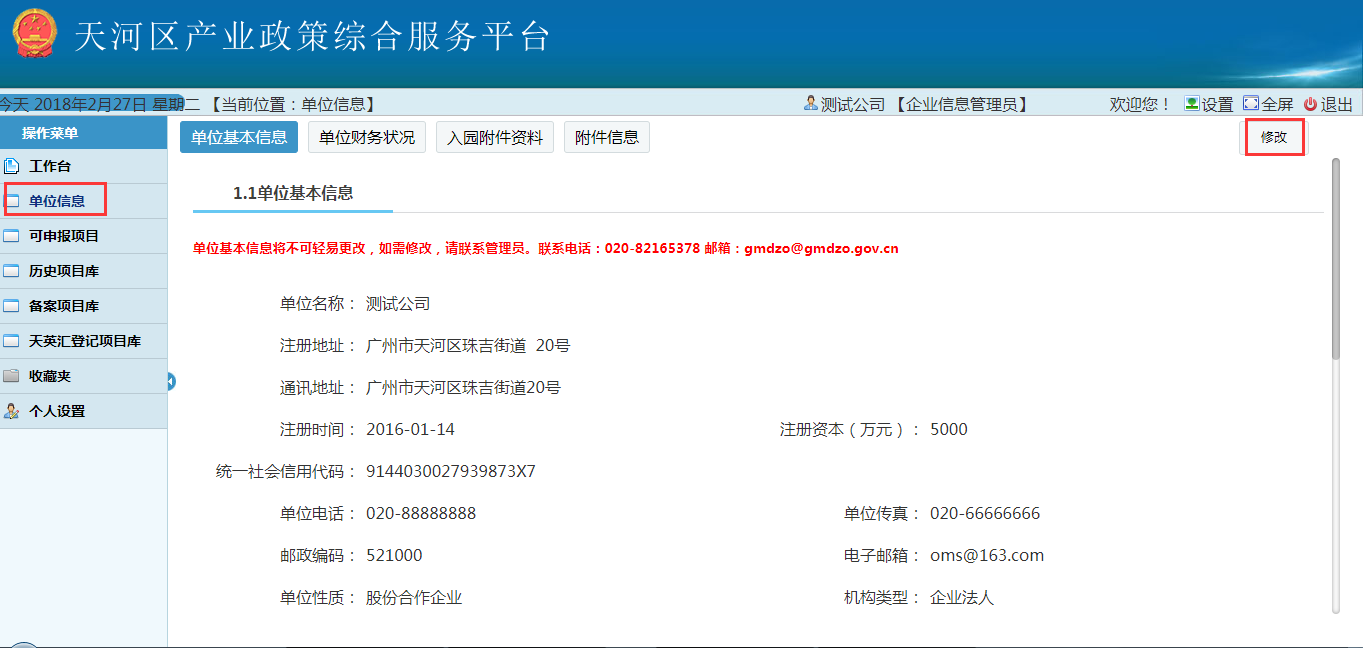 天河区产业政策综合服务平台
今天 2018年2月27日 星期二 【当前位置：单位信息】 测试公司 【企业信息管理员】 欢迎您！ 设置 全屏 退出
操作菜单
工作台
单位信息
可申报项目
历史项目库
备案项目库
天英汇登记项目库
收藏夹
个人设置
单位基本信息 单位财务状况 入园附件资料 附件信息 修改
1.1单位基本信息
单位基本信息将不可轻易更改，如需修改，请联系管理员。联系电话：020-82165378 邮箱：gmdzo@gmdzo.gov.cn
单位名称： 测试公司
注册地址： 广州市天河区珠吉街道 20号
通讯地址： 广州市天河区珠吉街道20号
注册时间： 2016-01-14 注册资本（万元）： 5000
统一社会信用代码： 9144030027939873X7
单位电话： 020-88888888 单位传真： 020-66666666
邮政编码： 521000 电子邮箱： oms@163.com
单位性质： 股份合作企业 机构类型： 企业法人